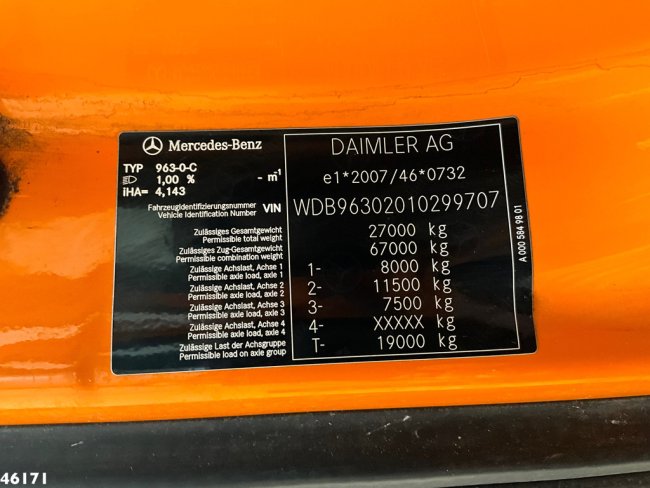 Mercedes-Benz
TYP 963-0-C
1,00 % - m-1
iHA= 4,143
DAIMLER AG
e1*2007/46*0732
Fahrzeugidentifizierungsnummer
Vehicle Identification Number VIN WDB96302010299707
Zulässiges Gesamtgewicht
Permissible total weight 27000 kg
Zulässiges Zug-Gesamtgewicht
Permissible combination weight 67000 kg
Zulässige Achslast, Achse 1
Permissible axle load, axle 1 1- 8000 kg
Zulässige Achslast, Achse 2
Permissible axle load, axle 2 2- 11500 kg
Zulässige Achslast, Achse 3
Permissible axle load, axle 3 3- 7500 kg
Zulässige Achslast, Achse 4
Permissible axle load, axle 4 4- XXXXX kg
Zulässige Last der Achsgruppe
Permissible load on axle group T- 19000 kg
A 000 584 98 01
46171